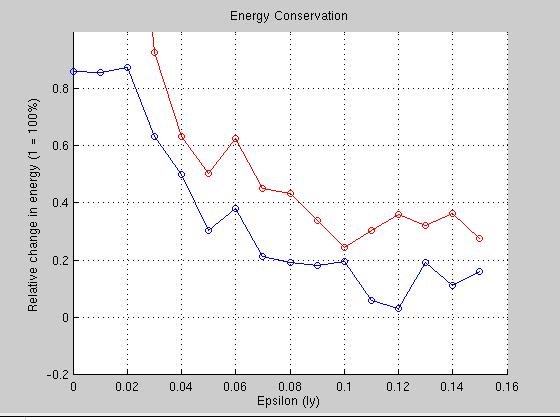 Energy Conservation
Relative change in energy (1 = 100%)
0.8
0.6
0.4
0.2
0
-0.2
0 0.02 0.04 0.06 0.08 0.1 0.12 0.14 0.16
Epsilon (ly)